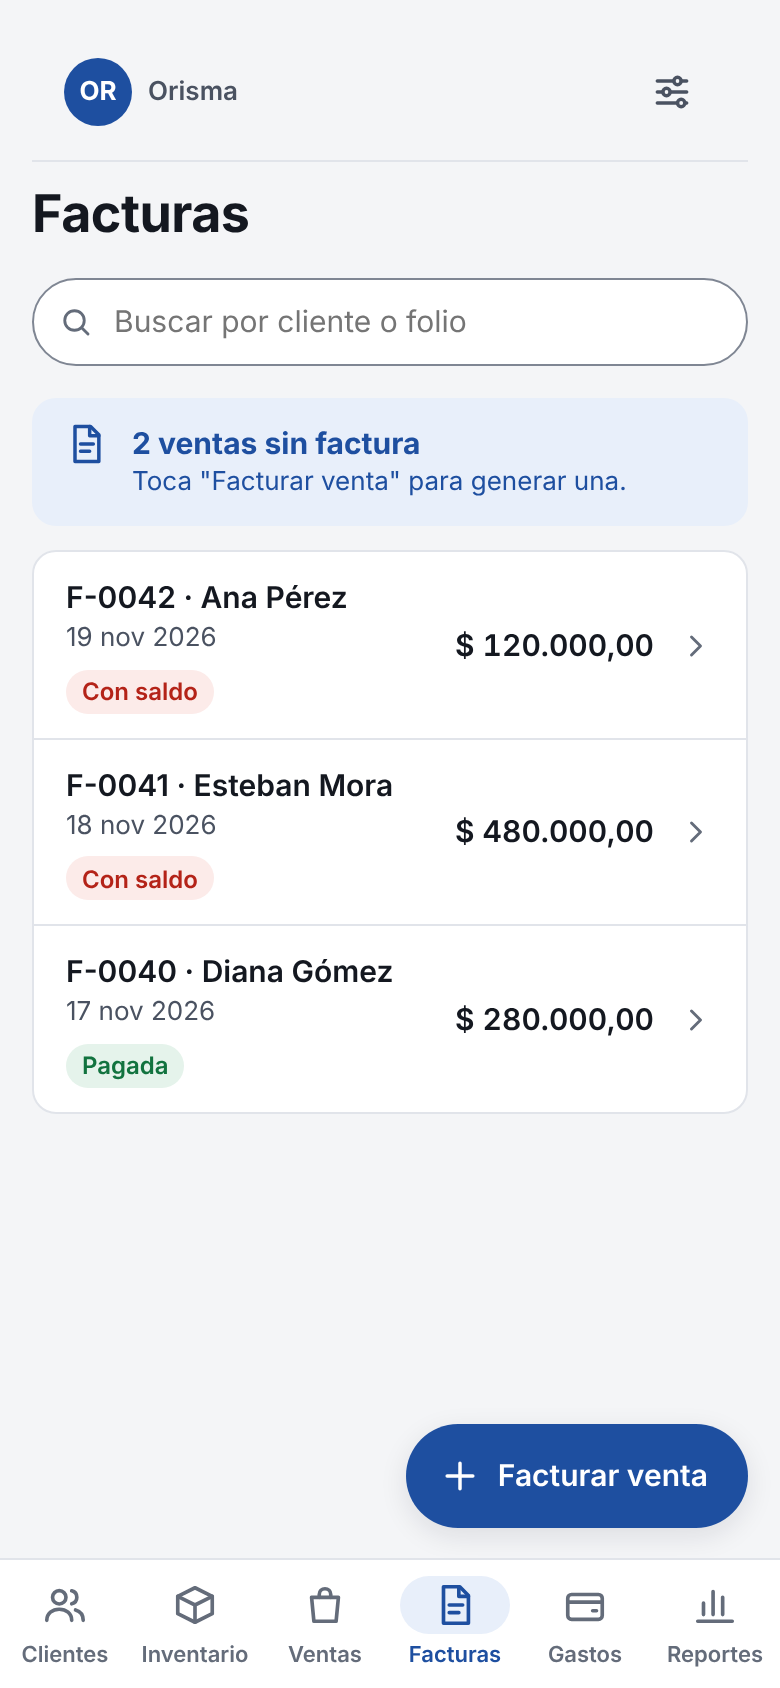 OR Orisma
Facturas
Buscar por cliente o folio
2 ventas sin factura
Toca "Facturar venta" para generar una.
F-0042 · Ana Pérez
19 nov 2026
$ 120.000,00
Con saldo
F-0041 · Esteban Mora
18 nov 2026
$ 480.000,00
Con saldo
F-0040 · Diana Gómez
17 nov 2026
$ 280.000,00
Pagada
Facturar venta
Clientes Inventario Ventas Facturas Gastos Reportes